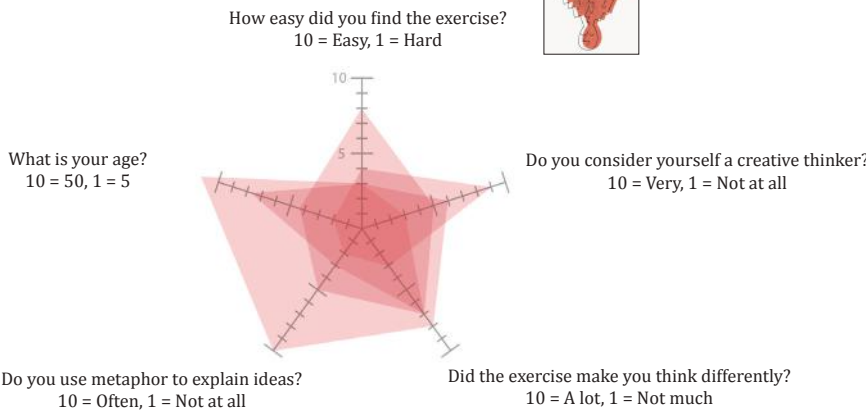 How easy did you find the exercise?
10 = Easy, 1 = Hard
10
5
What is your age?
10 = 50, 1 = 5
Do you consider yourself a creative thinker?
10 = Very, 1 = Not at all
Do you use metaphor to explain ideas?
10 = Often, 1 = Not at all
Did the exercise make you think differently?
10 = A lot, 1 = Not much